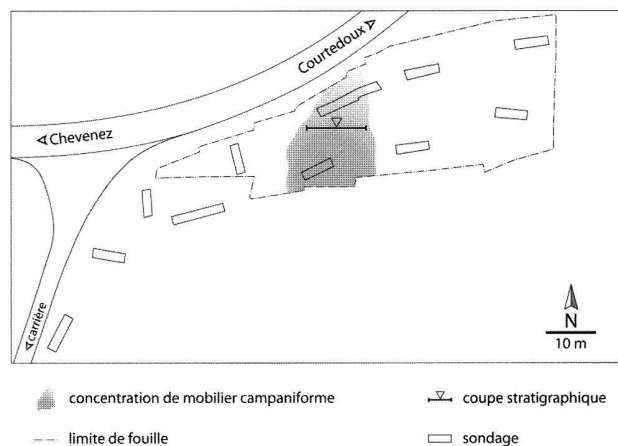 Courtedoux
Chevenez
carrière
N
10 m
concentration de mobilier campaniforme
coupe stratigraphique
limite de fouille
sondage